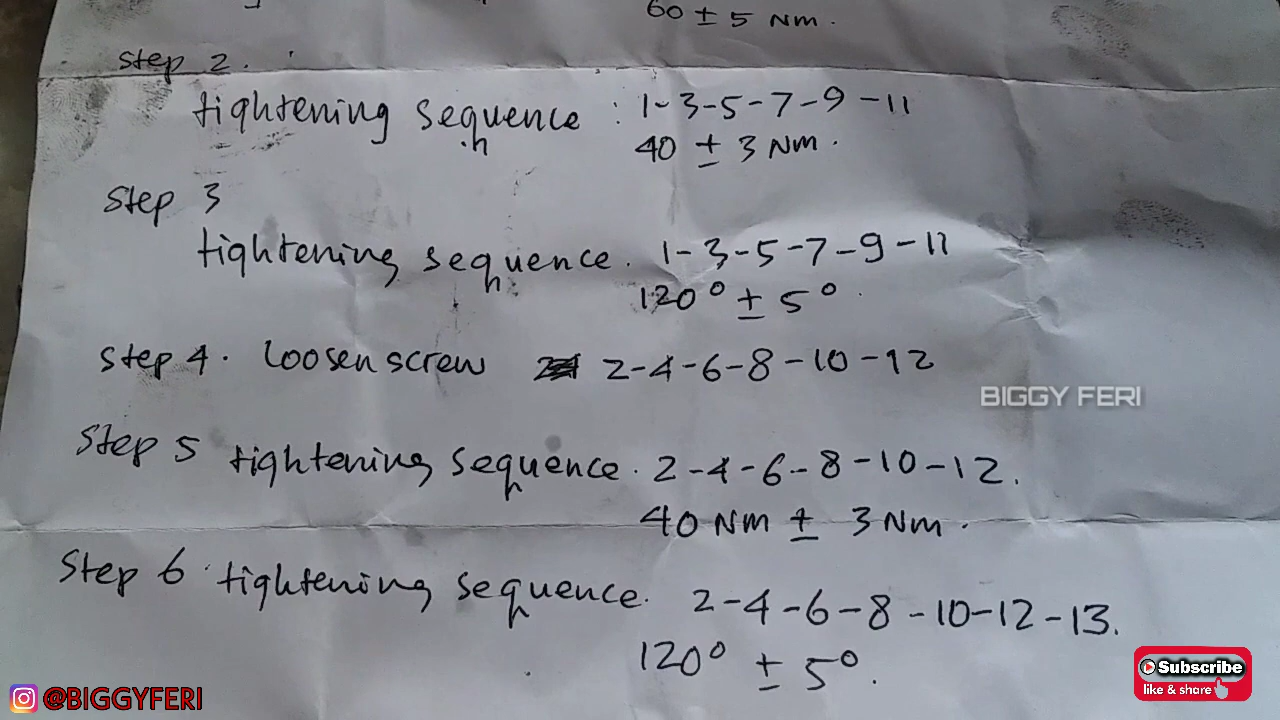 60 ± 5 Nm.
Step 2.
tightening sequence : 1-3-5-7-9-11
40 ± 3 Nm.
Step 3
tightening sequence. 1-3-5-7-9-11
120° ± 5°.
Step 4. Loosen screw 2-4-6-8-10-12
BIGGY FERI
Step 5 tightening sequence. 2-4-6-8-10-12.
40 Nm ± 3 Nm.
Step 6. tightening sequence. 2-4-6-8-10-12-13.
120° ± 5°.
Subscribe
like & share
@BIGGYFERI